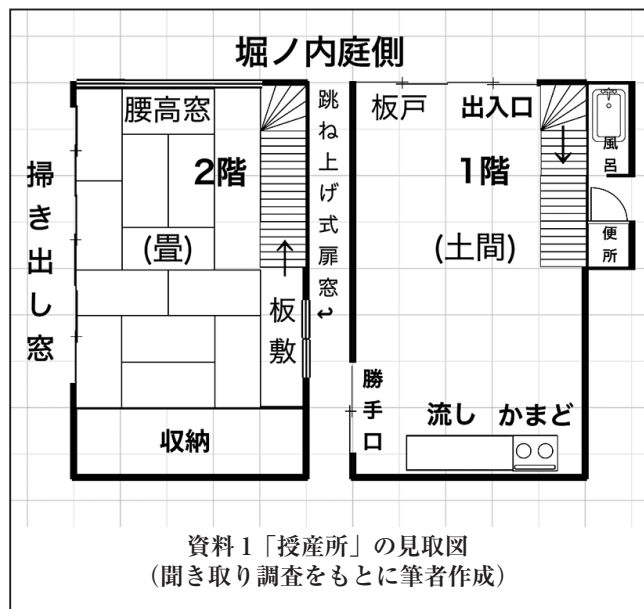 堀ノ内庭側
掃き出し窓
腰高窓
2階
(畳)
板敷
収納
跳ね上げ式扉窓↩
板戸
出入口
1階
(土間)
風呂
便所
勝手口
流し
かまど
資料1「授産所」の見取図
(聞き取り調査をもとに筆者作成)